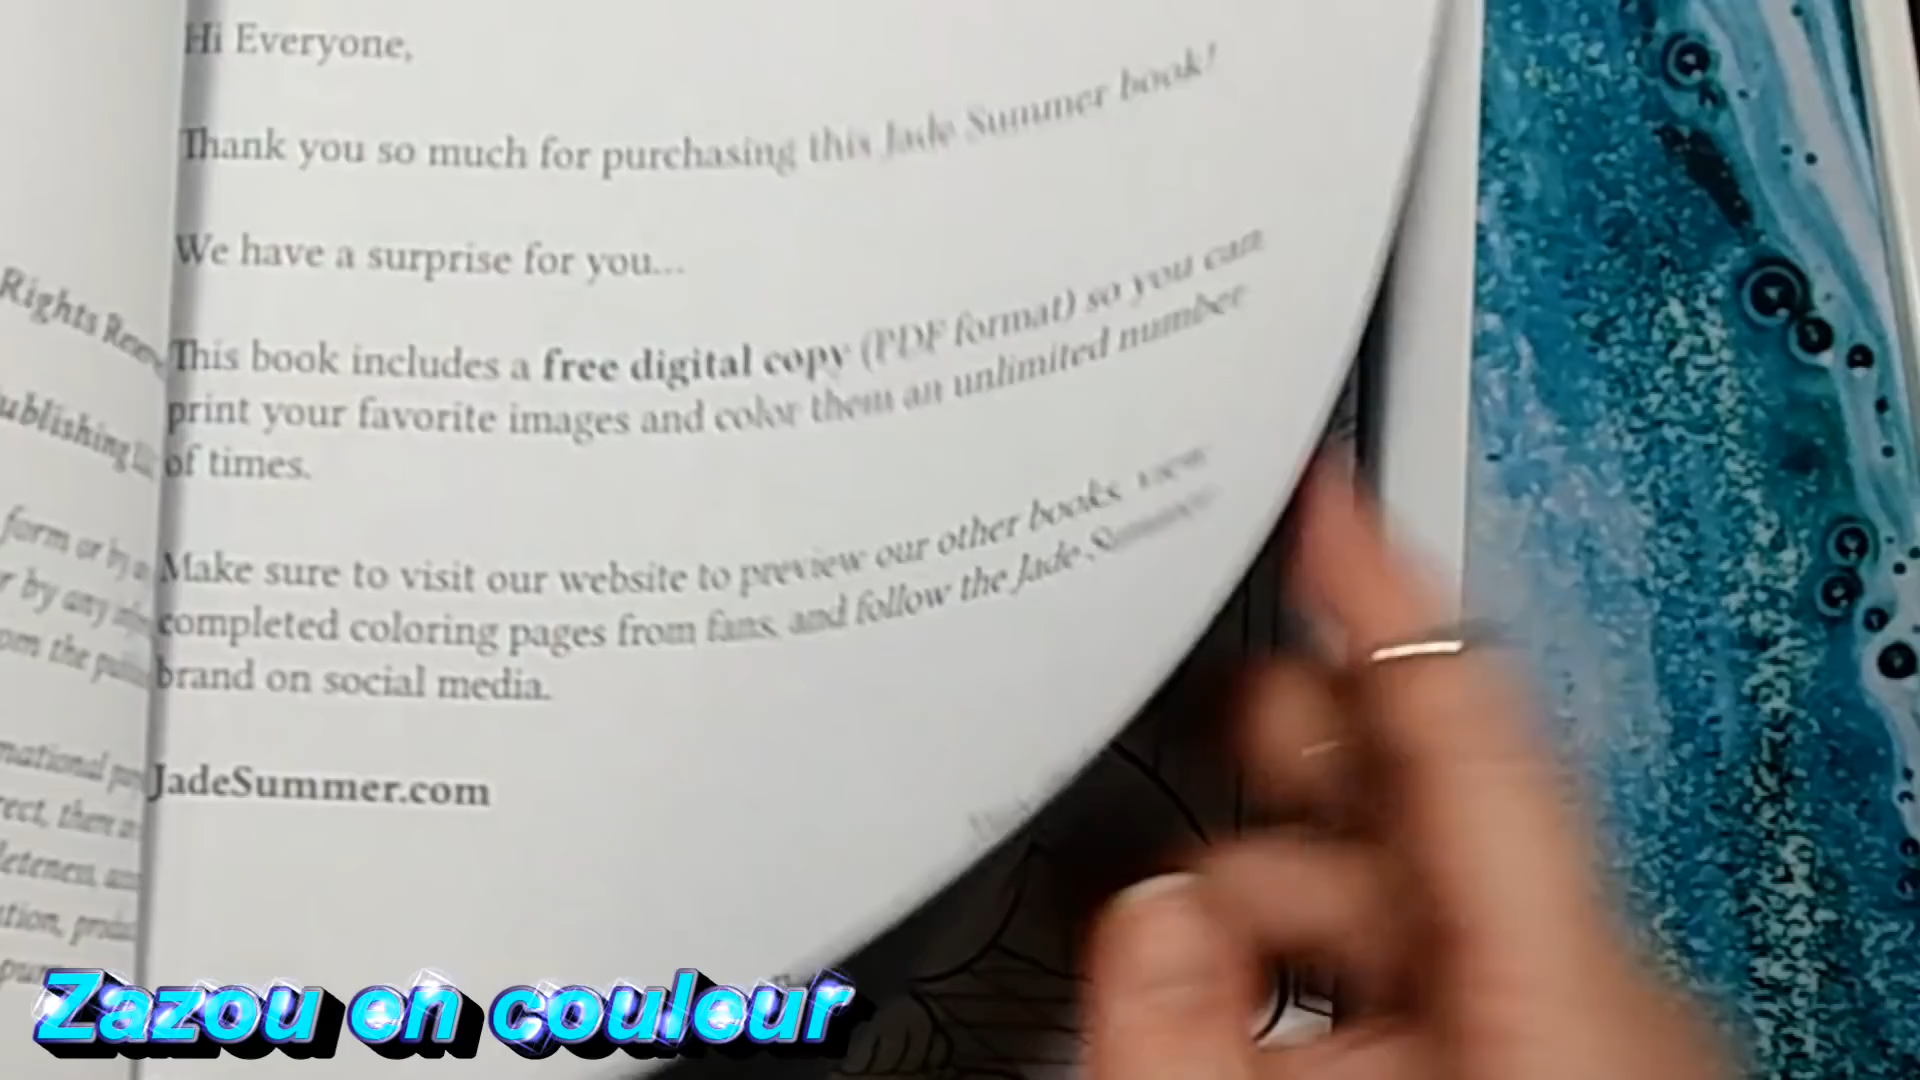 Rights
ublishing
form or by
r by any
om the
national
rect, there
leteness, and
tion,
Hi Everyone,
Thank you so much for purchasing this Jade Summer book!
We have a surprise for you...
This book includes a free digital copy (PDF format) so you can
print your favorite images and color them an unlimited number
of times.
Make sure to visit our website to preview our other books, view
completed coloring pages from fans, and follow the Jade Summer
brand on social media.
JadeSummer.com
Zazou en couleur